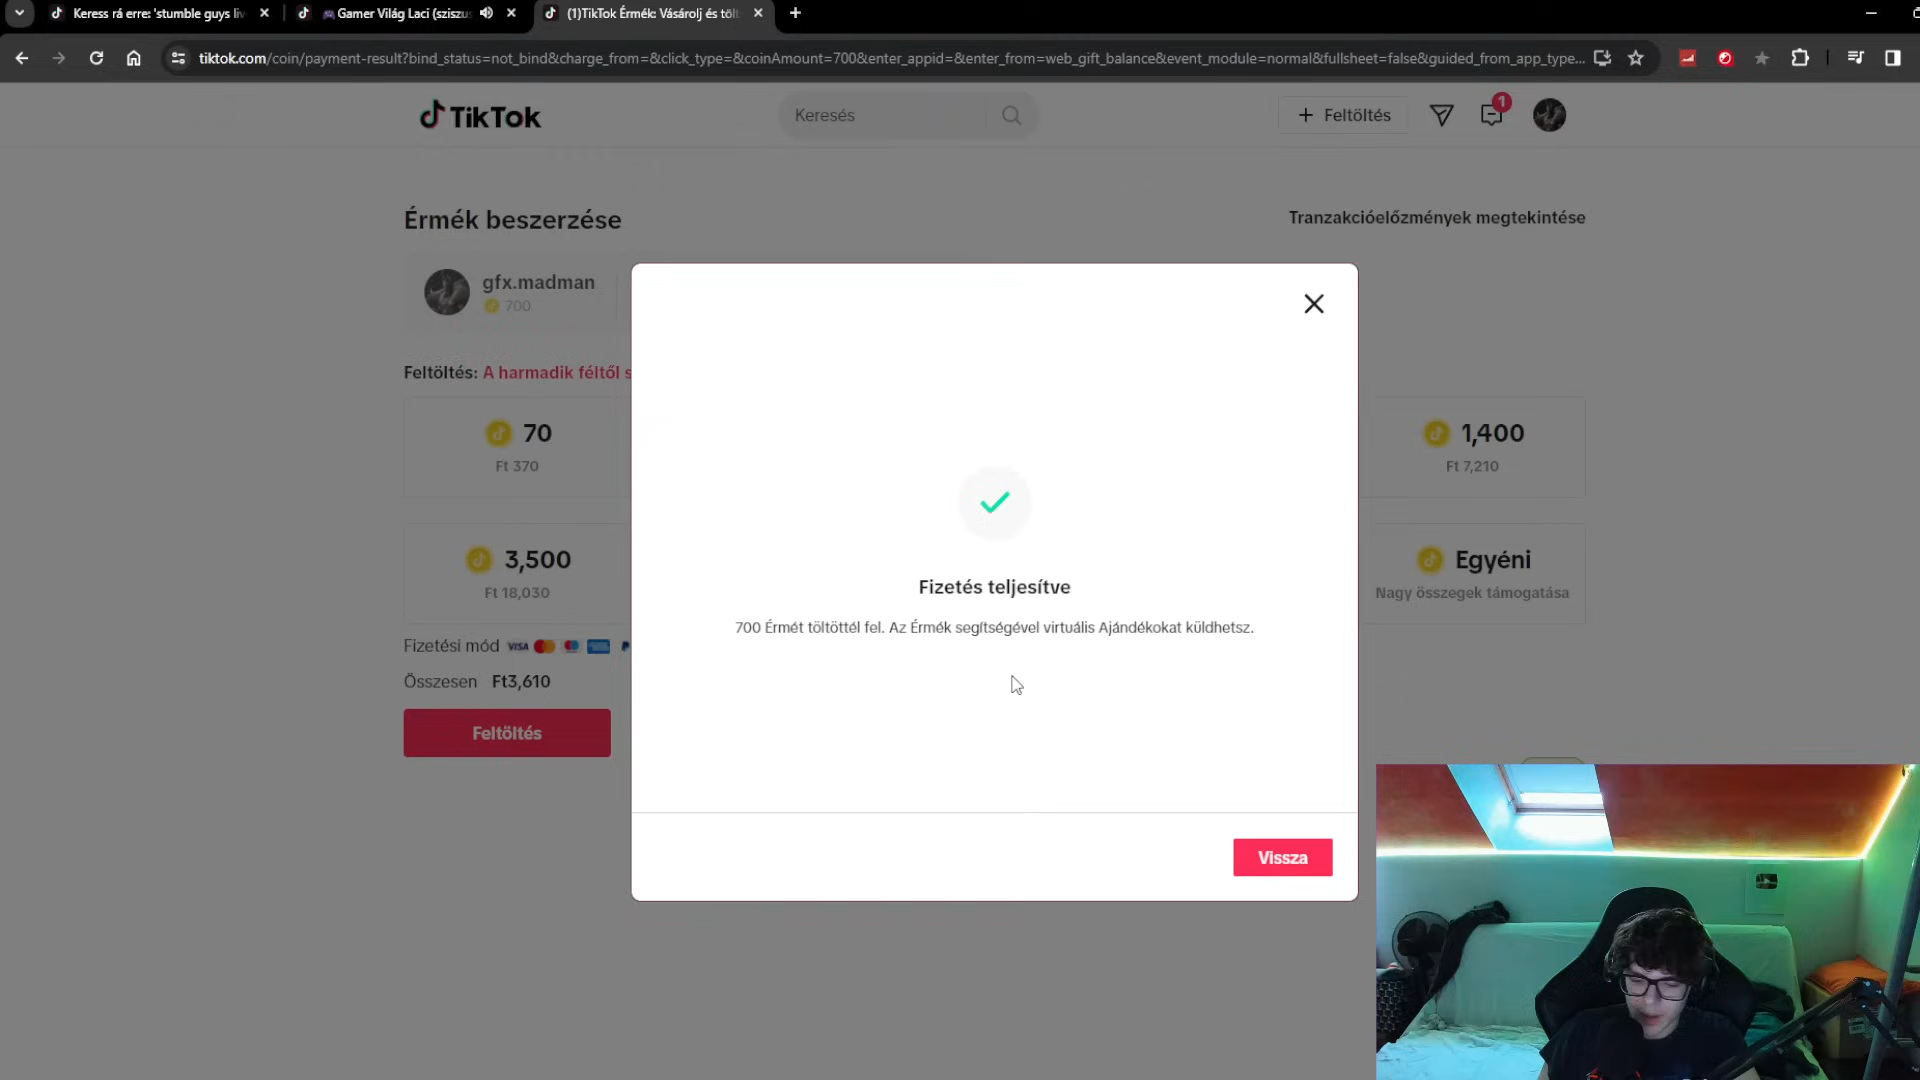 Keress rá erre: 'stumble guys liv
🎮Gamer Világ Laci (sziszus
(1)TikTok Érmék: Vásárolj és tölt
tiktok.com/coin/payment-result?bind_status=not_bind&charge_from=&click_type=&coinAmount=700&enter_appid=&enter_from=web_gift_balance&event_module=normal&fullsheet=false&guided_from_app_type...
TikTok
Keresés
+ Feltöltés
1
Érmék beszerzése
Tranzakcióelőzmények megtekintése
gfx.madman
700
Feltöltés: A harmadik féltől s
70
Ft 370
1,400
Ft 7,210
3,500
Ft 18,030
Egyéni
Nagy összegek támogatása
Fizetési mód VISA
Összesen Ft3,610
Feltöltés
Fizetés teljesítve
700 Érmét töltöttél fel. Az Érmék segítségével virtuális Ajándékokat küldhetsz.
Vissza